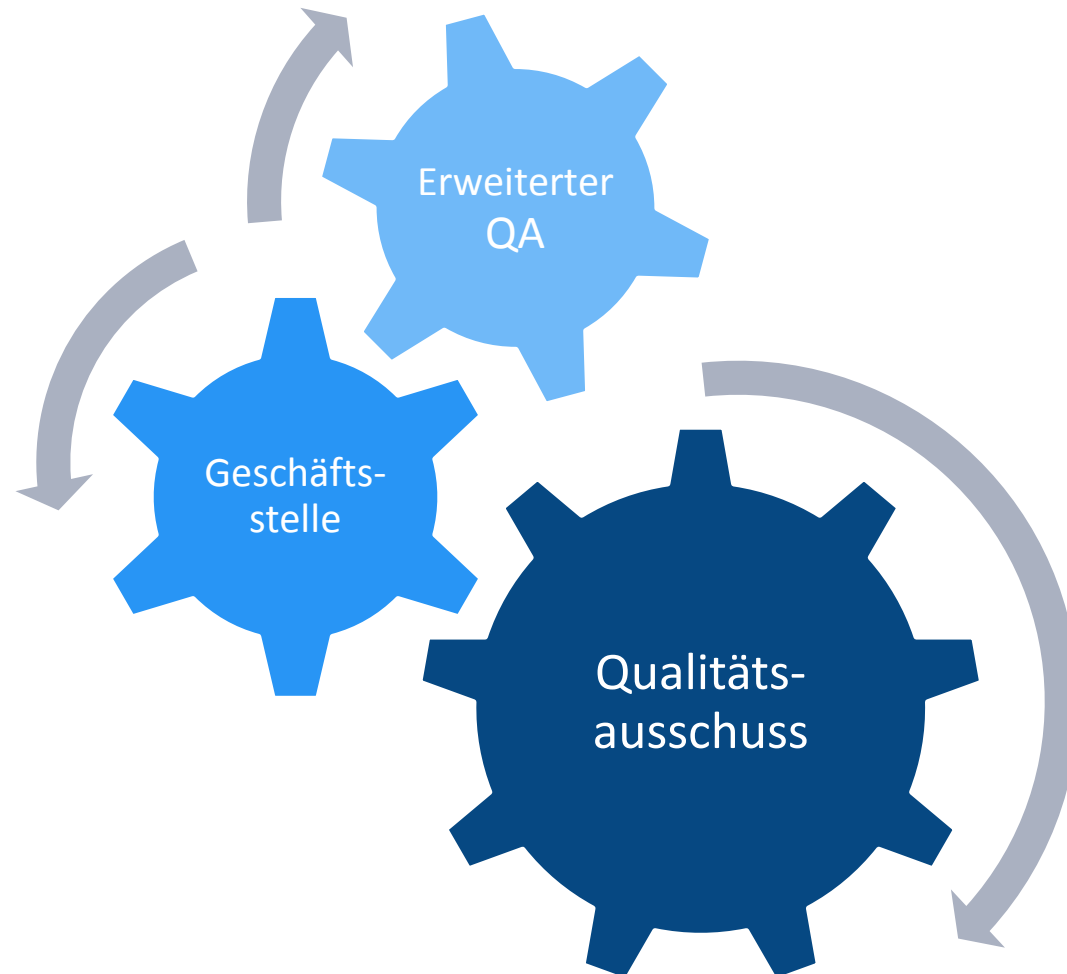 Erweiterter
QA
Geschäfts-
stelle
Qualitäts-
ausschuss